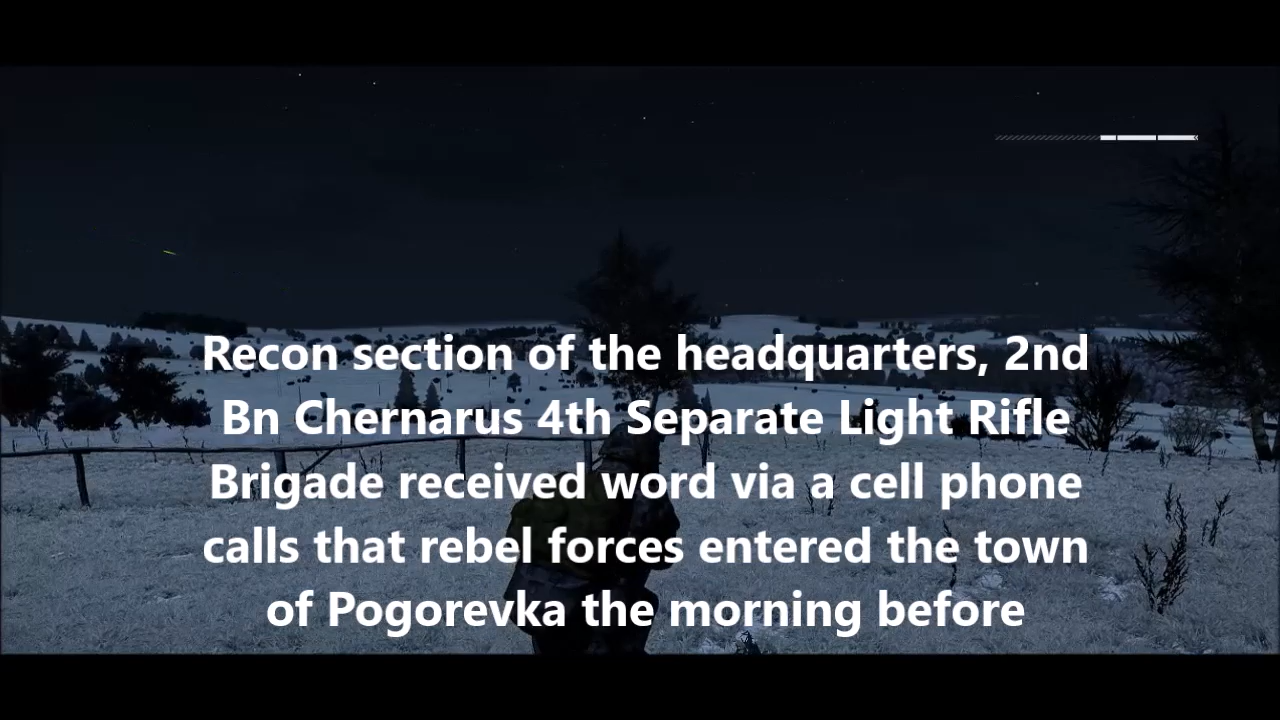 Recon section of the headquarters, 2nd
Bn Chernarus 4th Separate Light Rifle
Brigade received word via a cell phone
calls that rebel forces entered the town
of Pogorevka the morning before